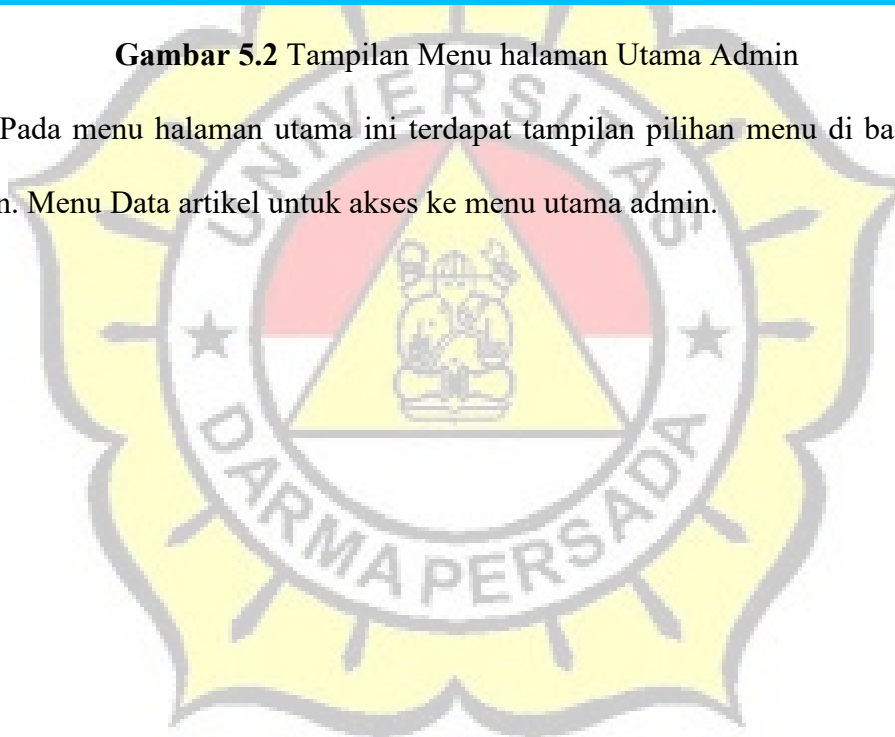 Gambar 5.2 Tampilan Menu halaman Utama Admin
Pada menu halaman utama ini terdapat tampilan pilihan menu di
Menu Data artikel untuk akses ke menu utama admin.
UNIVERSITAS
DARMA PERSADA